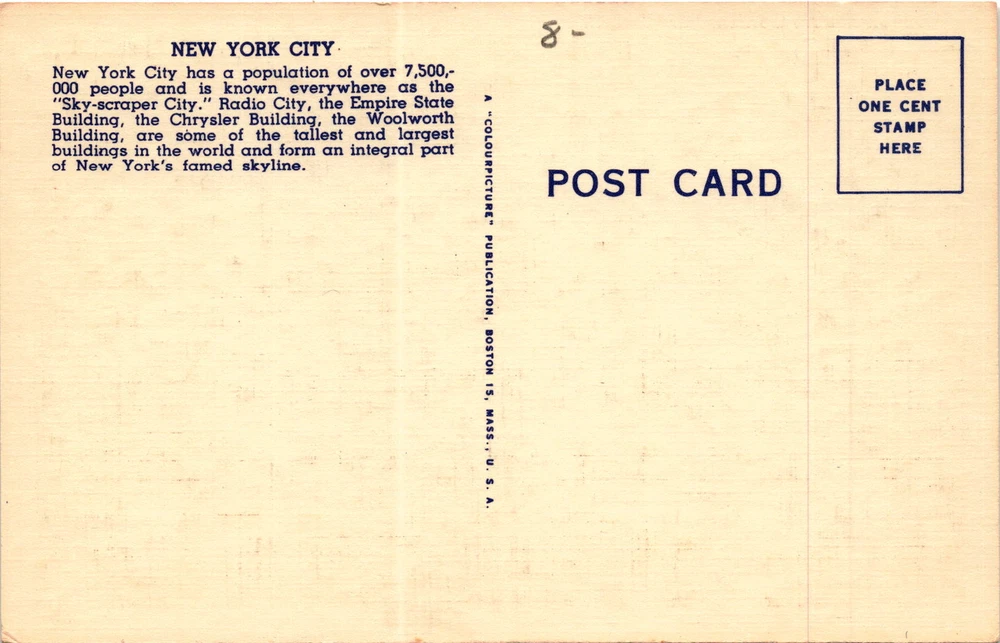 8-
NEW YORK CITY
New York City has a population of over 7,500,-
000 people and is known everywhere as the
"Sky-scraper City." Radio City, the Empire State
Building, the Chrysler Building, the Woolworth
Building, are some of the tallest and largest
buildings in the world and form an integral part
of New York's famed skyline.
A "COLOURPICTURE" PUBLICATION, BOSTON 15, MASS., U. S. A.
POST CARD
PLACE
ONE CENT
STAMP
HERE